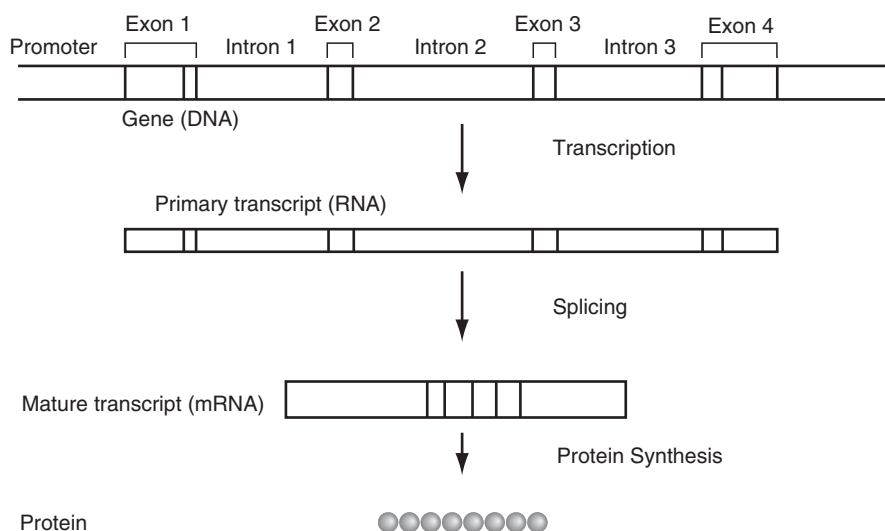 Exon 1 Exon 2 Exon 3 Exon 4
Promoter Intron 1 Intron 2 Intron 3
Gene (DNA)
Transcription
Primary transcript (RNA)
Splicing
Mature transcript (mRNA)
Protein Synthesis
Protein